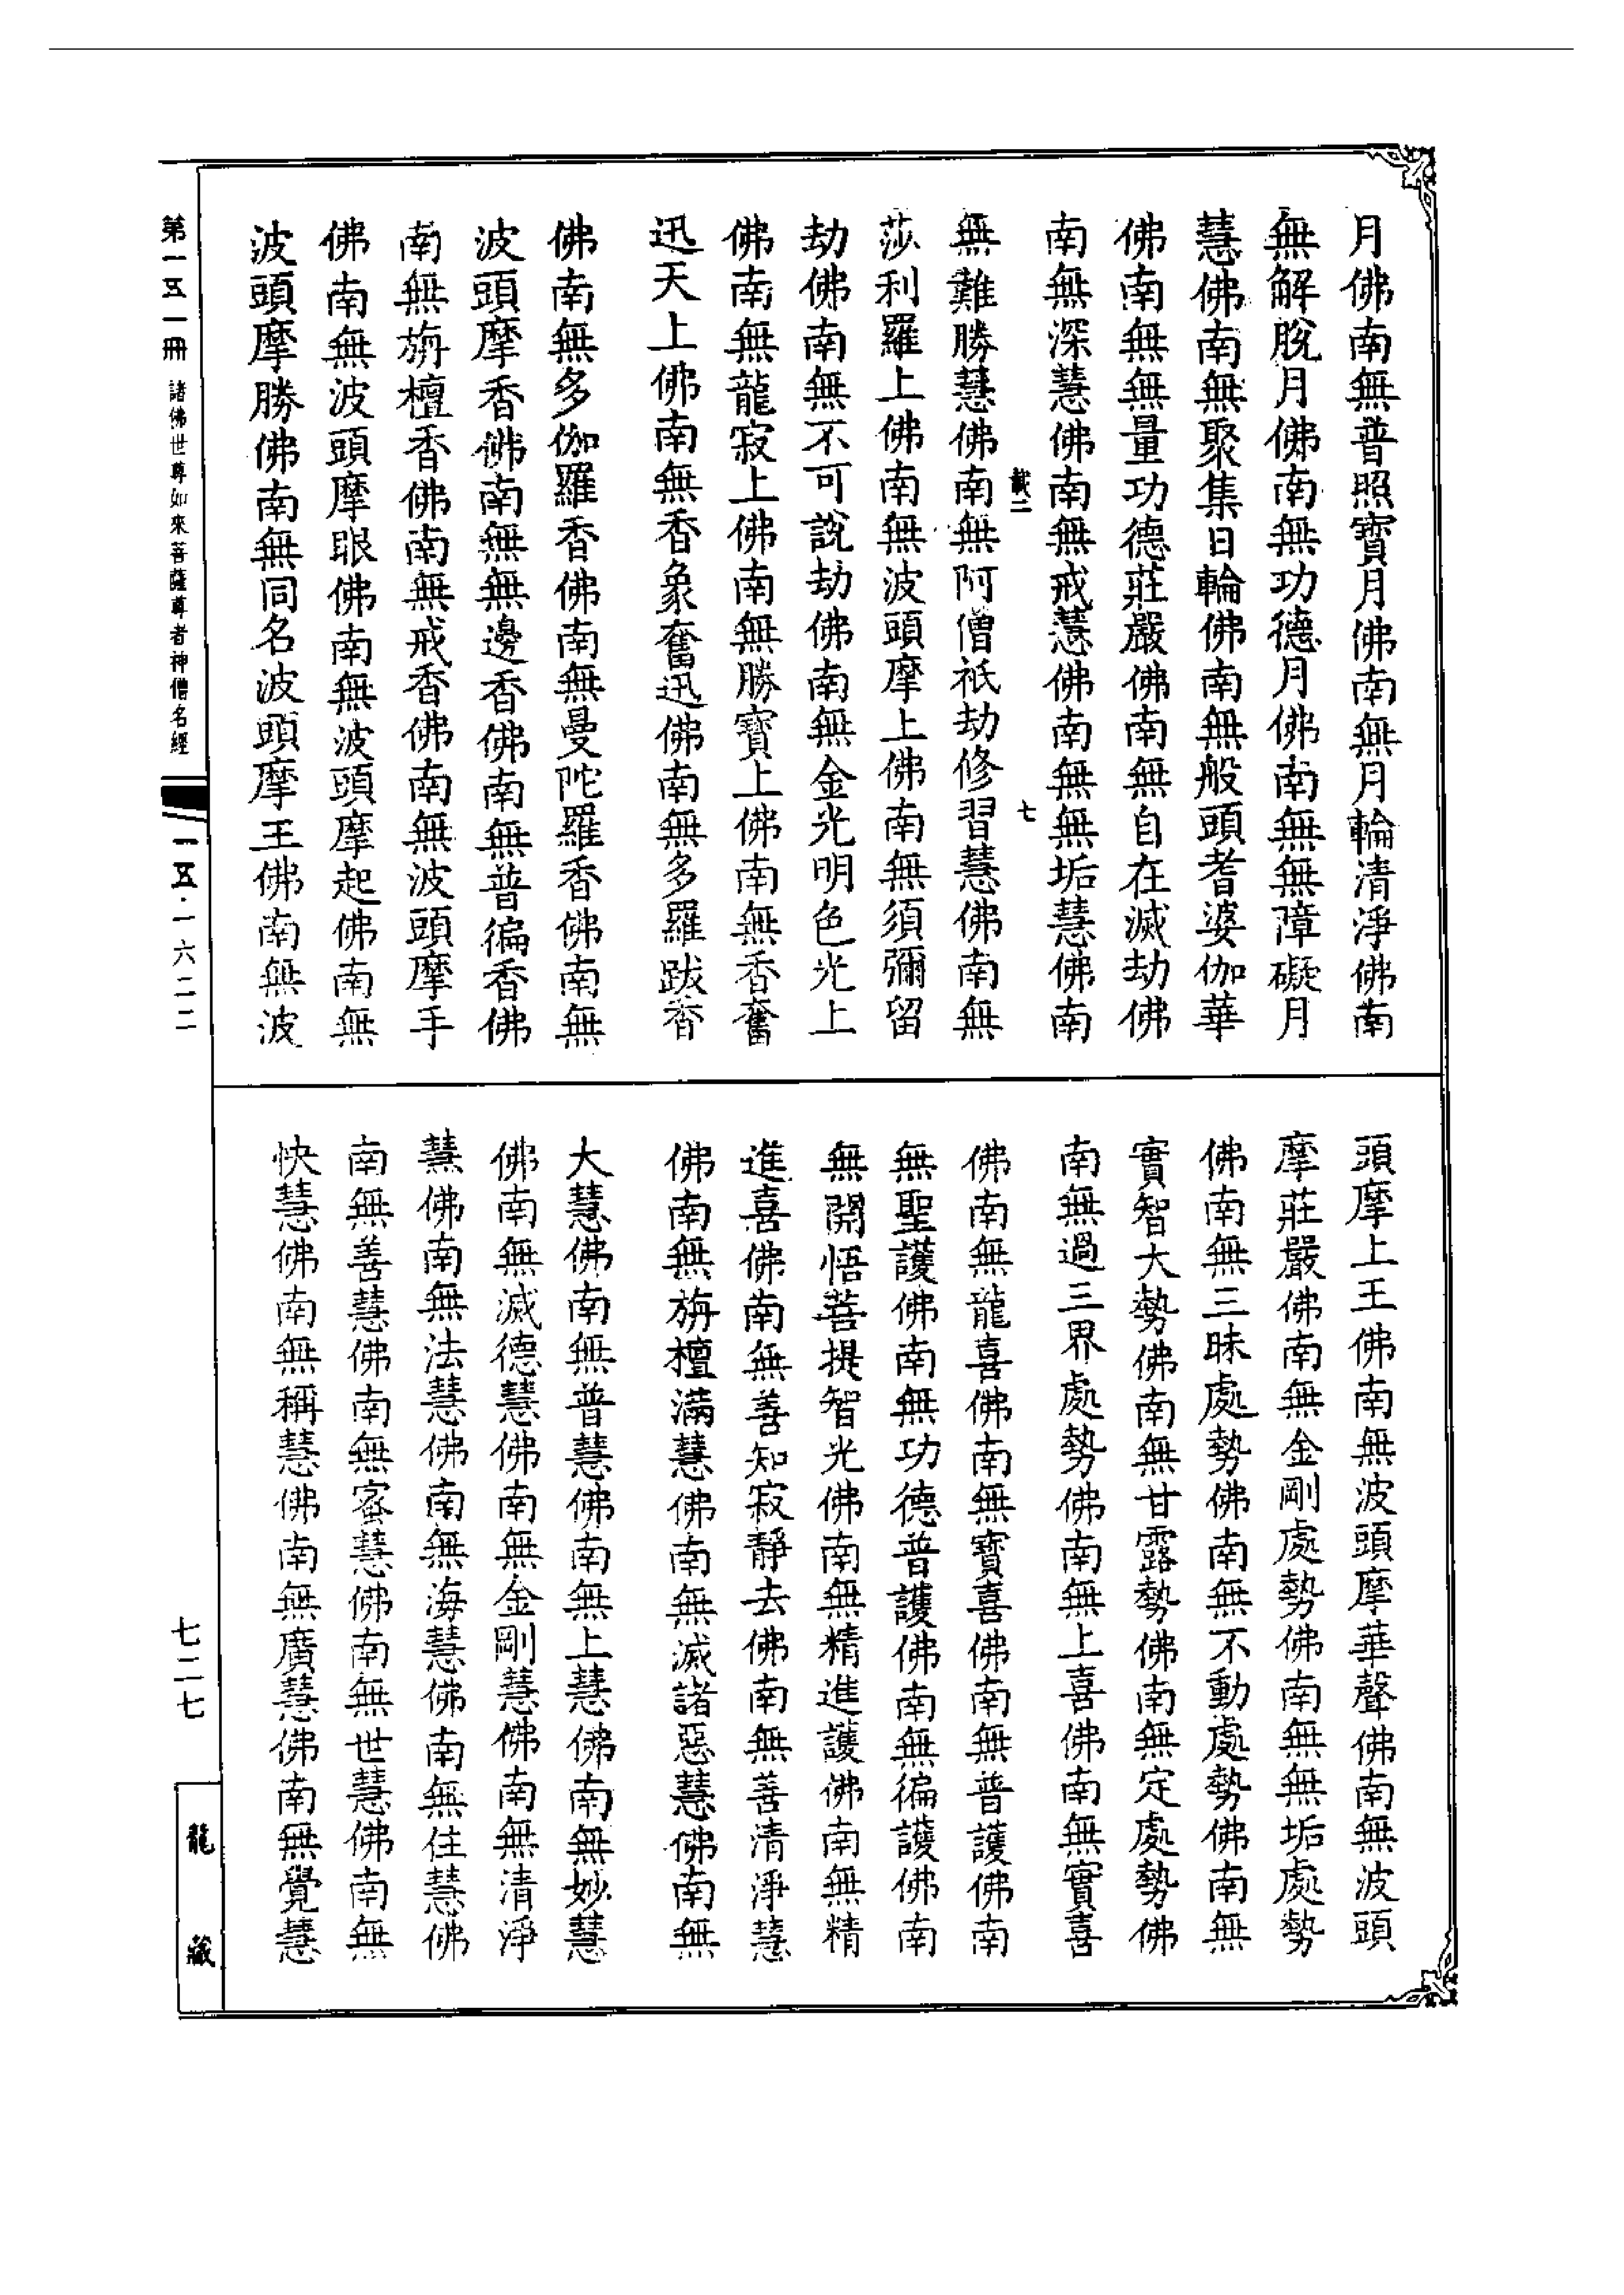 月佛南無普照寶月佛南無月輪清淨佛南
無解脫月佛南無功德月佛南無無障礙月
慧佛南無聚集日輪佛南無般頭耆婆伽華
佛南無無量功德莊嚴佛南無自在滅劫佛
南無深慧佛南無戒慧佛南無無垢慧佛南
七
無難勝慧佛南無阿僧祇劫修習慧佛南無
莎利羅上佛南無波頭摩上佛南無須彌留
劫佛南無不可說劫佛南無金光明色光上
佛南無龍寂上佛南無勝寶上佛南無香奮
迅天上佛南無香象奮迅佛南無多羅跋香
佛南無多伽羅香佛南無曼陀羅香佛南無
波頭摩香佛南無無邊香佛南無普徧香佛
南無旃檀香佛南無戒香佛南無波頭摩手
佛南無波頭摩眼佛南無波頭摩起佛南無
波頭摩勝佛南無同名波頭摩王佛南無波
頭摩上王佛南無波頭摩華聲佛南無波頭
摩莊嚴佛南無金剛處勢佛南無無垢處勢
佛南無三昧處勢佛南無不動處勢佛南無
實智大勢佛南無甘露勢佛南無定處勢佛
南無過三界處勢佛南無上喜佛南無實喜
佛南無龍喜佛南無寶喜佛南無普護佛南
無聖護佛南無功德普護佛南無徧護佛南
無開悟菩提智光佛南無精進護佛南無精
進喜佛南無善知寂靜去佛南無善清淨慧
佛南無旃檀滿慧佛南無滅諸惡慧佛南無
大慧佛南無普慧佛南無上慧佛南無妙慧
佛南無滅德慧佛南無金剛慧佛南無清淨
慧佛南無法慧佛南無海慧佛南無住慧佛
南無善慧佛南無蜜慧佛南無世慧佛南無
快慧佛南無稱慧佛南無廣慧佛南無覺慧
第一五一冊 諸佛世尊如來菩薩尊者神僧名經
一五·一六二二
七二七
龍藏